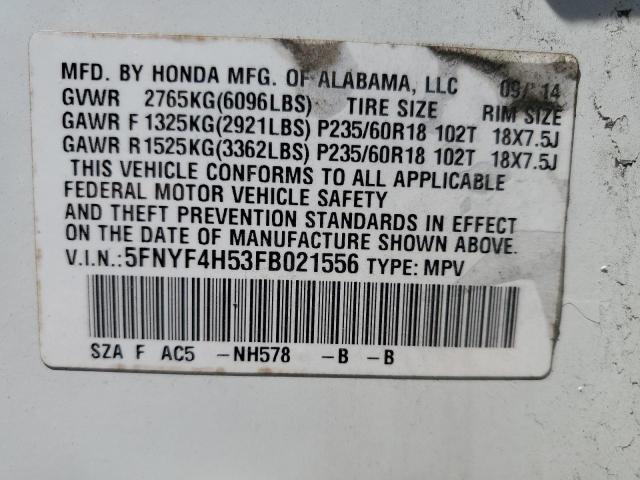 MFD. BY HONDA MFG. OF ALABAMA, LLC 09/14
GVWR 2765KG(6096LBS) TIRE SIZE RIM SIZE
GAWR F 1325KG(2921LBS) P235/60R18 102T 18X7.5J
GAWR R 1525KG(3362LBS) P235/60R18 102T 18X7.5J
THIS VEHICLE CONFORMS TO ALL APPLICABLE
FEDERAL MOTOR VEHICLE SAFETY
AND THEFT PREVENTION STANDARDS IN EFFECT
ON THE DATE OF MANUFACTURE SHOWN ABOVE.
V.I.N.: 5FNYF4H53FB021556 TYPE: MPV
SZA F AC5 -NH578 -B -B